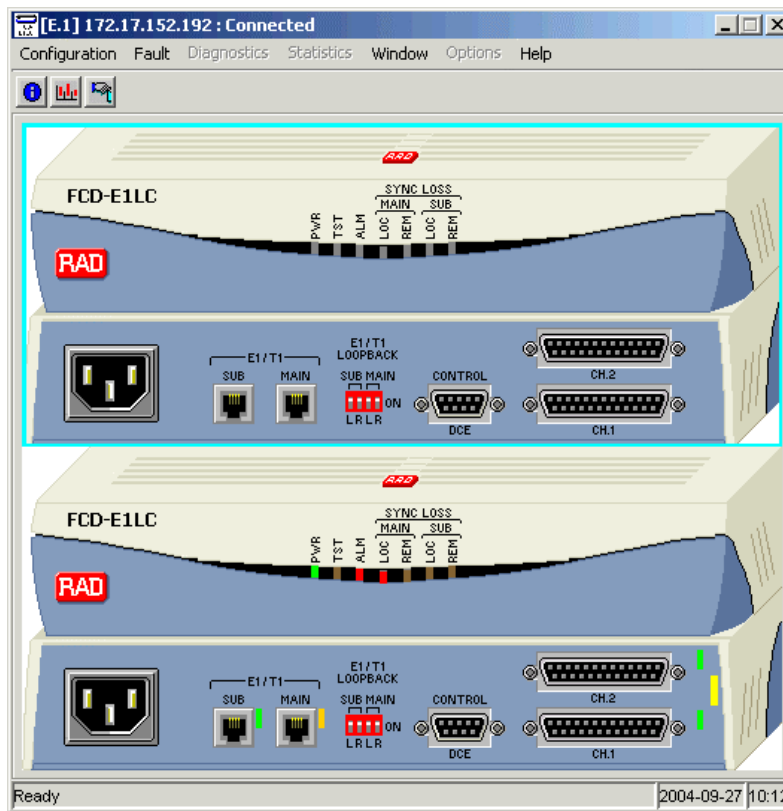 [E.1] 172.17.152.192 : Connected
Configuration Fault Diagnostics Statistics Window Options Help
RAD
FCD-E1LC
SYNC LOSS
MAIN SUB
PWR TST ALM LOC REM LOC REM
RAD
E1/T1
LOOPBACK
E1/T1
SUB MAIN SUB MAIN CONTROL
ON
CH.2
LR LR DCE CH.1
RAD
FCD-E1LC
SYNC LOSS
MAIN SUB
PWR TST ALM LOC REM LOC REM
RAD
E1/T1
LOOPBACK
E1/T1
SUB MAIN SUB MAIN CONTROL
ON
CH.2
LR LR DCE CH.1
Ready 2004-09-27